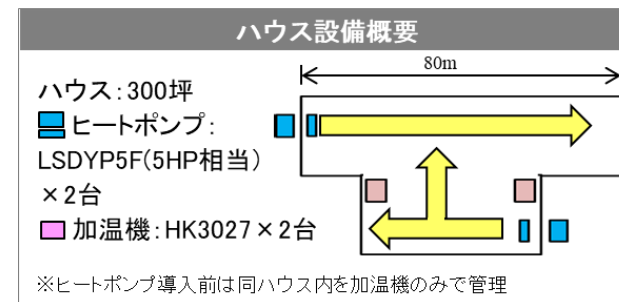 ハウス設備概要
80m
ハウス：300坪
ヒートポンプ：
LSDYP5F(5HP相当)
×2台
加温機：HK3027×2台
※ヒートポンプ導入前は同ハウス内を加温機のみで管理